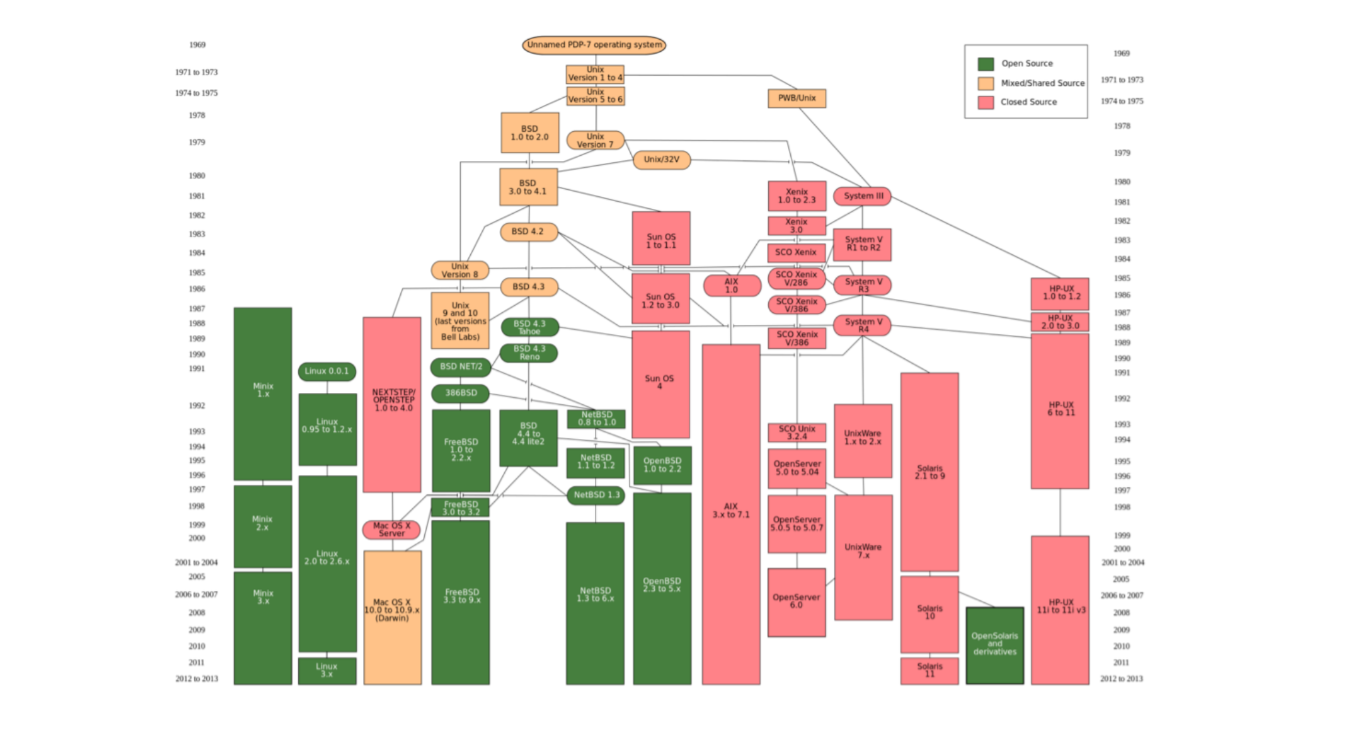 1969
1971 to 1973
1974 to 1975
1978
1979
1980
1981
1982
1983
1984
1985
1986
1987
1988
1989
1990
1991
1992
1993
1994
1995
1996
1997
1998
1999
2000
2001 to 2004
2005
2006 to 2007
2008
2009
2010
2011
2012 to 2013
Unnamed PDP-7 operating system
Unix
Version 1 to 4
Unix
Version 5 to 6
PWB/Unix
BSD
1.0 to 2.0
Unix
Version 7
Unix/32V
BSD
3.0 to 4.1
Xenix
1.0 to 2.3
System III
Sun OS
1 to 1.1
Xenix
3.0
BSD 4.2
System V
R1 to R2
SCO Xenix
Unix
Version 8
SCO Xenix
V/286
AIX
1.0
System V
R3
BSD 4.3
HP-UX
1.0 to 1.2
Sun OS
1.2 to 3.0
SCO Xenix
V/386
Unix
9 and 10
(last versions
from
Bell Labs)
HP-UX
2.0 to 3.0
BSD 4.3
Tahoe
System V
R4
SCO Xenix
V/386
BSD 4.3
Reno
BSD NET/2
Linux 0.0.1
Sun OS
4
Minix
1.x
386BSD
NEXTSTEP/
OPENSTEP
1.0 to 4.0
HP-UX
6 to 11
Linux
0.95 to 1.2.x
NetBSD
0.8 to 1.0
BSD
4.4 to
4.4 lite2
SCO Unix
3.2.4
UnixWare
1.x to 2.x
FreeBSD
1.0 to
2.2.x
NetBSD
1.1 to 1.2
OpenBSD
1.0 to 2.2
OpenServer
5.0 to 5.04
Solaris
2.1 to 9
NetBSD 1.3
FreeBSD
3.0 to 3.2
AIX
3.x to 7.1
Minix
2.x
Mac OS X
Server
OpenServer
5.0.5 to 5.0.7
Linux
2.0 to 2.6.x
UnixWare
7.x
OpenBSD
2.3 to 5.x
Minix
3.x
FreeBSD
3.3 to 9.x
NetBSD
1.3 to 6.x
Mac OS X
10.0 to 10.9.x
(Darwin)
OpenServer
6.0
Solaris
10
HP-UX
11i to 11i v3
OpenSolaris
and
derivatives
Linux
3.x
Solaris
11
Open Source
Mixed/Shared Source
Closed Source
1969
1971 to 1973
1974 to 1975
1978
1979
1980
1981
1982
1983
1984
1985
1986
1987
1988
1989
1990
1991
1992
1993
1994
1995
1996
1997
1998
1999
2000
2001 to 2004
2005
2006 to 2007
2008
2009
2010
2011
2012 to 2013